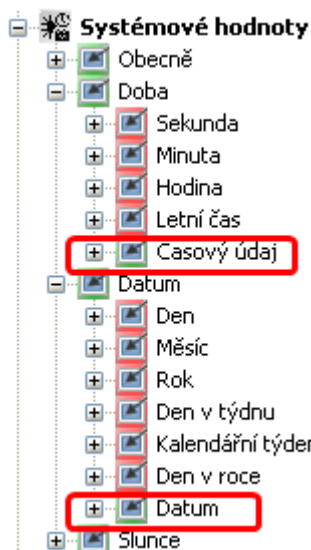 Systémové hodnoty
Obecně
Doba
Sekunda
Minuta
Hodina
Letní čas
Casový údaj
Datum
Den
Měsíc
Rok
Den v týdnu
Kalendářní týden
Den v roce
Datum
Slunce